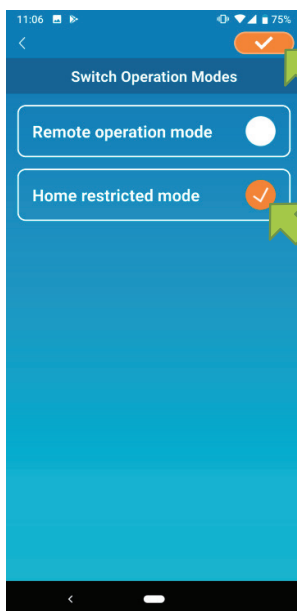 11:06 75%
Switch Operation Modes
Remote operation mode
Home restricted mode